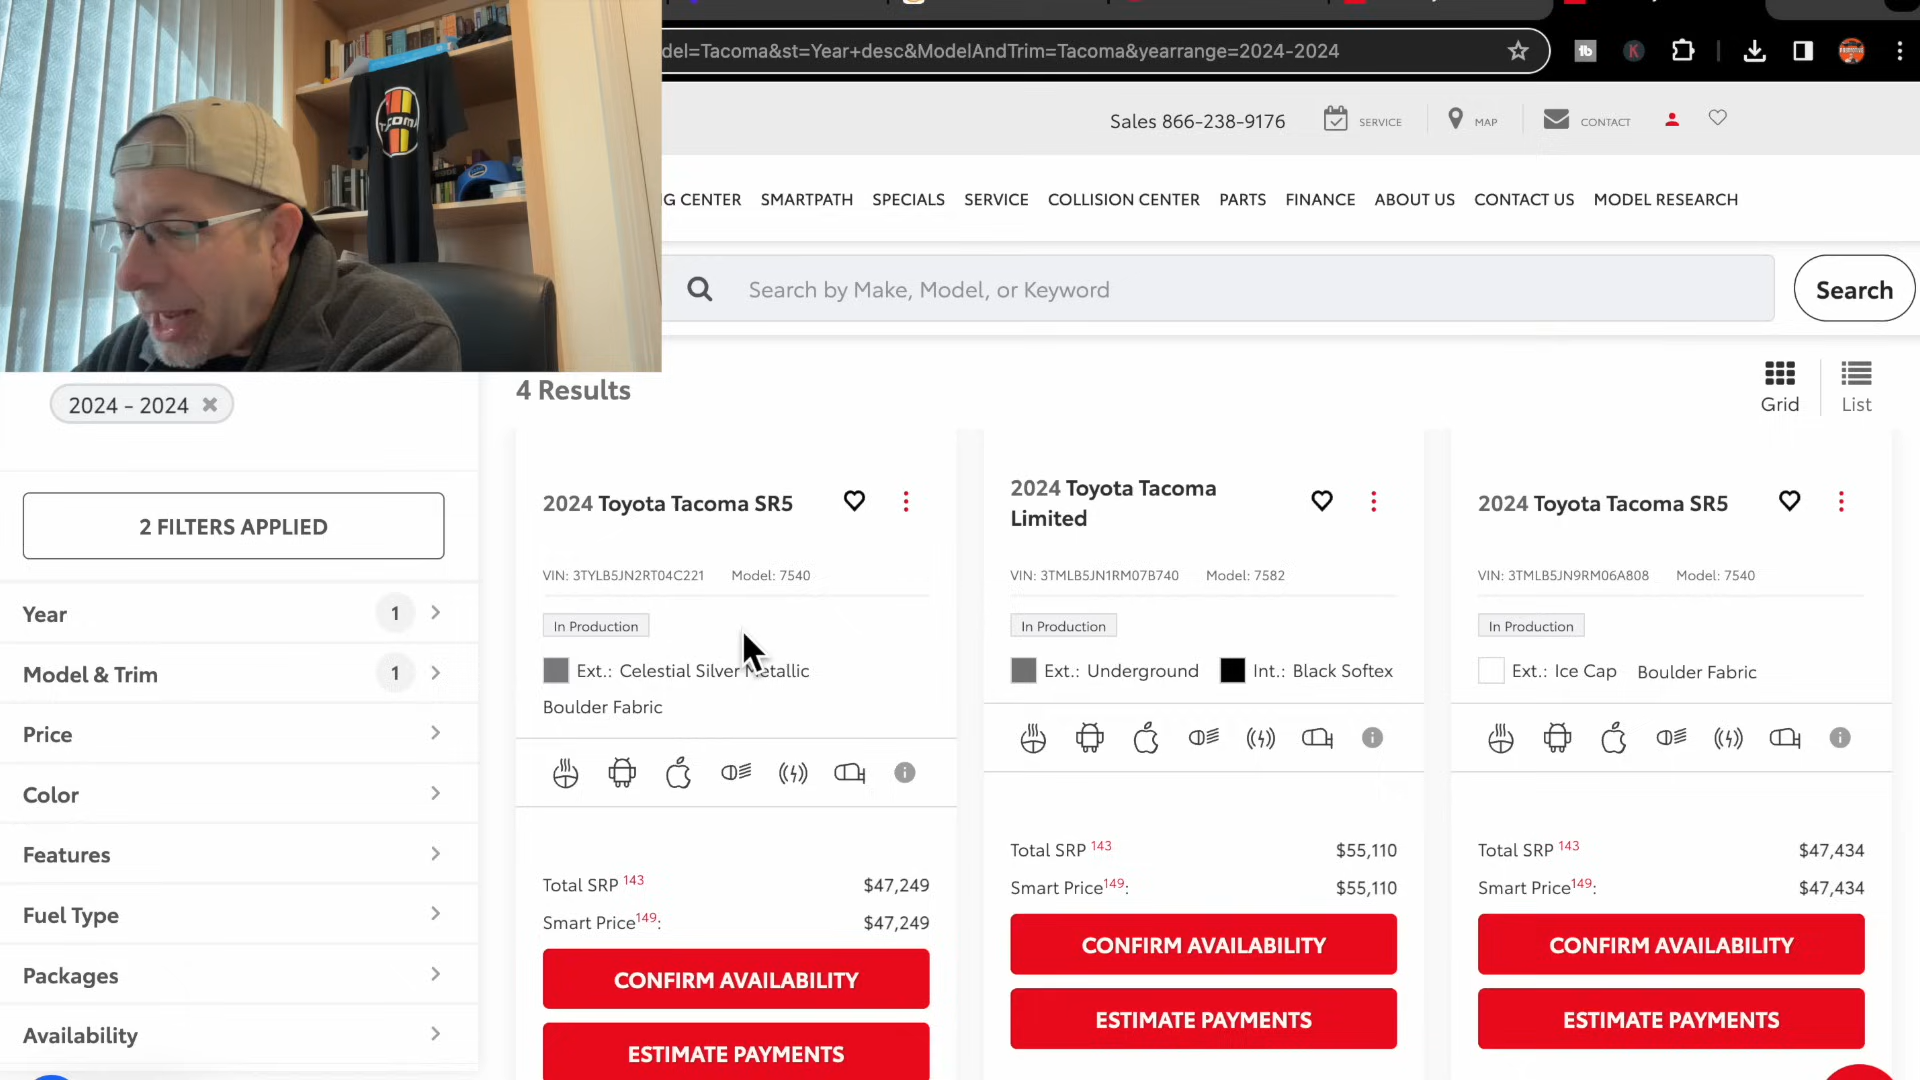 del=Tacoma&st=Year+desc&ModelAndTrim=Tacoma&yearrange=2024-2024
tb
K
TACOMA
Sales 866-238-9176
SERVICE
MAP
CONTACT
G CENTER
SMARTPATH
SPECIALS
SERVICE
COLLISION CENTER
PARTS
FINANCE
ABOUT US
CONTACT US
MODEL RESEARCH
Search by Make, Model, or Keyword
Search
4 Results
Grid
List
2024 - 2024
2 FILTERS APPLIED
Year 1
Model & Trim 1
Price
Color
Features
Fuel Type
Packages
Availability
2024 Toyota Tacoma SR5
VIN: 3TYLB5JN2RT04C221 Model: 7540
In Production
Ext.: Celestial Silver Metallic
Boulder Fabric
Total SRP 143 $47,249
Smart Price149: $47,249
CONFIRM AVAILABILITY
ESTIMATE PAYMENTS
2024 Toyota Tacoma
Limited
VIN: 3TMLB5JN1RM07B740 Model: 7582
In Production
Ext.: Underground Int.: Black Softex
Total SRP 143 $55,110
Smart Price149: $55,110
CONFIRM AVAILABILITY
ESTIMATE PAYMENTS
2024 Toyota Tacoma SR5
VIN: 3TMLB5JN9RM06A808 Model: 7540
In Production
Ext.: Ice Cap Boulder Fabric
Total SRP 143 $47,434
Smart Price149: $47,434
CONFIRM AVAILABILITY
ESTIMATE PAYMENTS